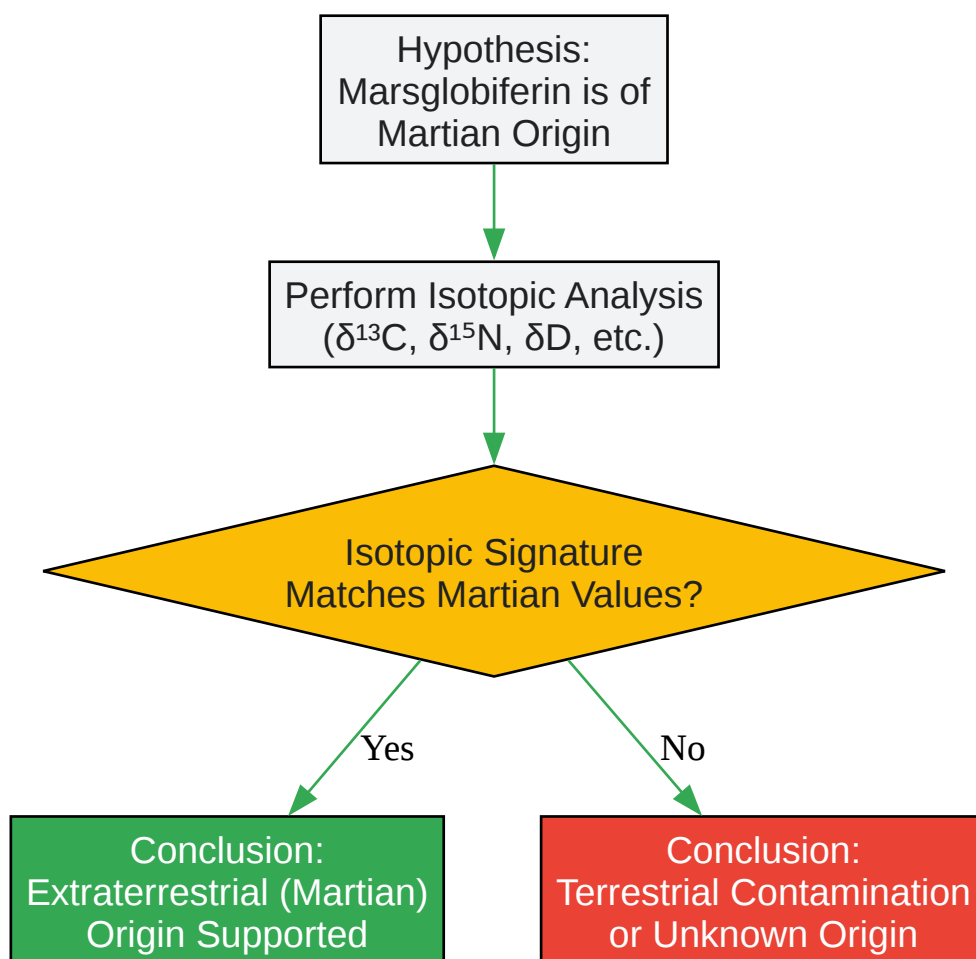 Hypothesis:
Marsglobiferin is of
Martian Origin
Perform Isotopic Analysis
(δ¹³C, δ¹⁵N, δD, etc.)
Isotopic Signature
Matches Martian Values?
Yes
No
Conclusion:
Extraterrestrial (Martian)
Origin Supported
Conclusion:
Terrestrial Contamination
or Unknown Origin